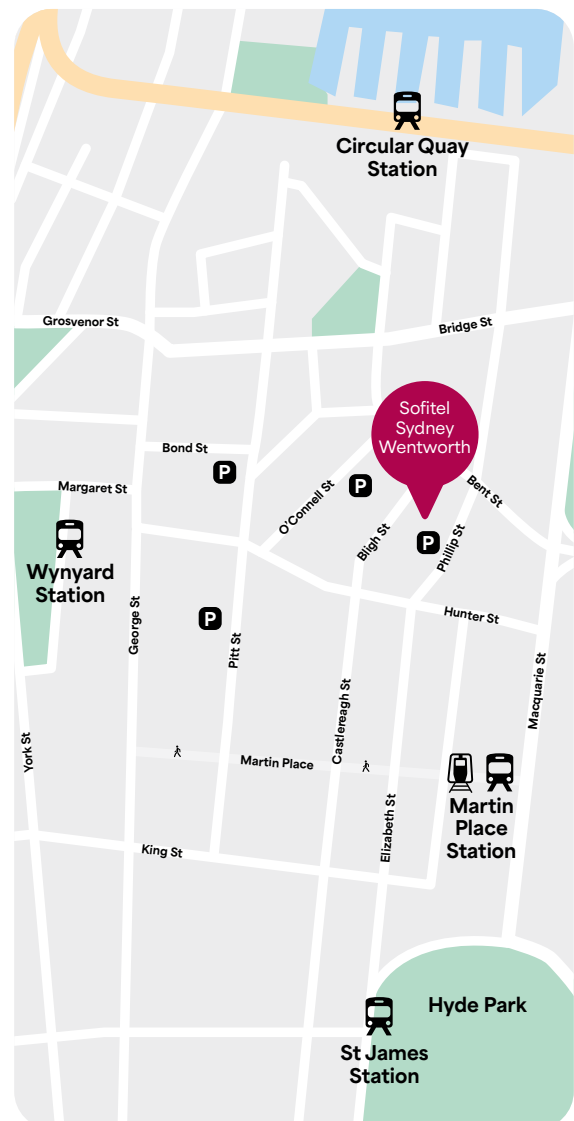 Circular Quay
Station
Grosvenor St
Bridge St
Sofitel
Sydney
Wentworth
Bond St
P
Margaret St
O'Connell St
P
Bent St
Wynyard
Station
Bligh St
P
Phillip St
George St
P
Pitt St
Hunter St
York St
Castlereagh St
Macquarie St
Martin Place
Martin
Place
Station
Elizabeth St
King St
Hyde Park
St James
Station